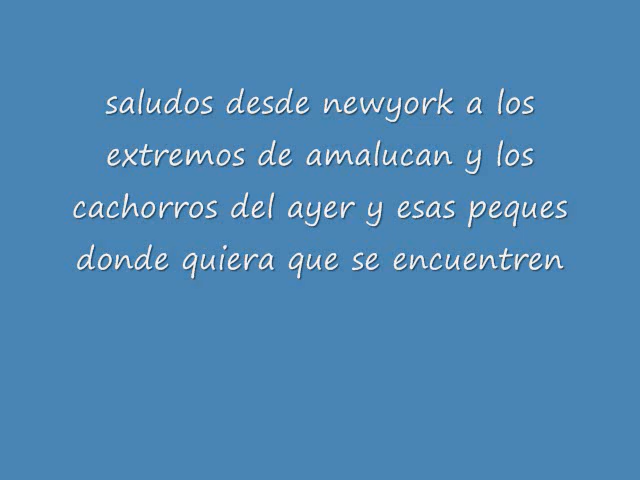 saludos desde newyork a los
extremos de amalucan y los
cachorros del ayer y esas peques
donde quiera que se encuentren